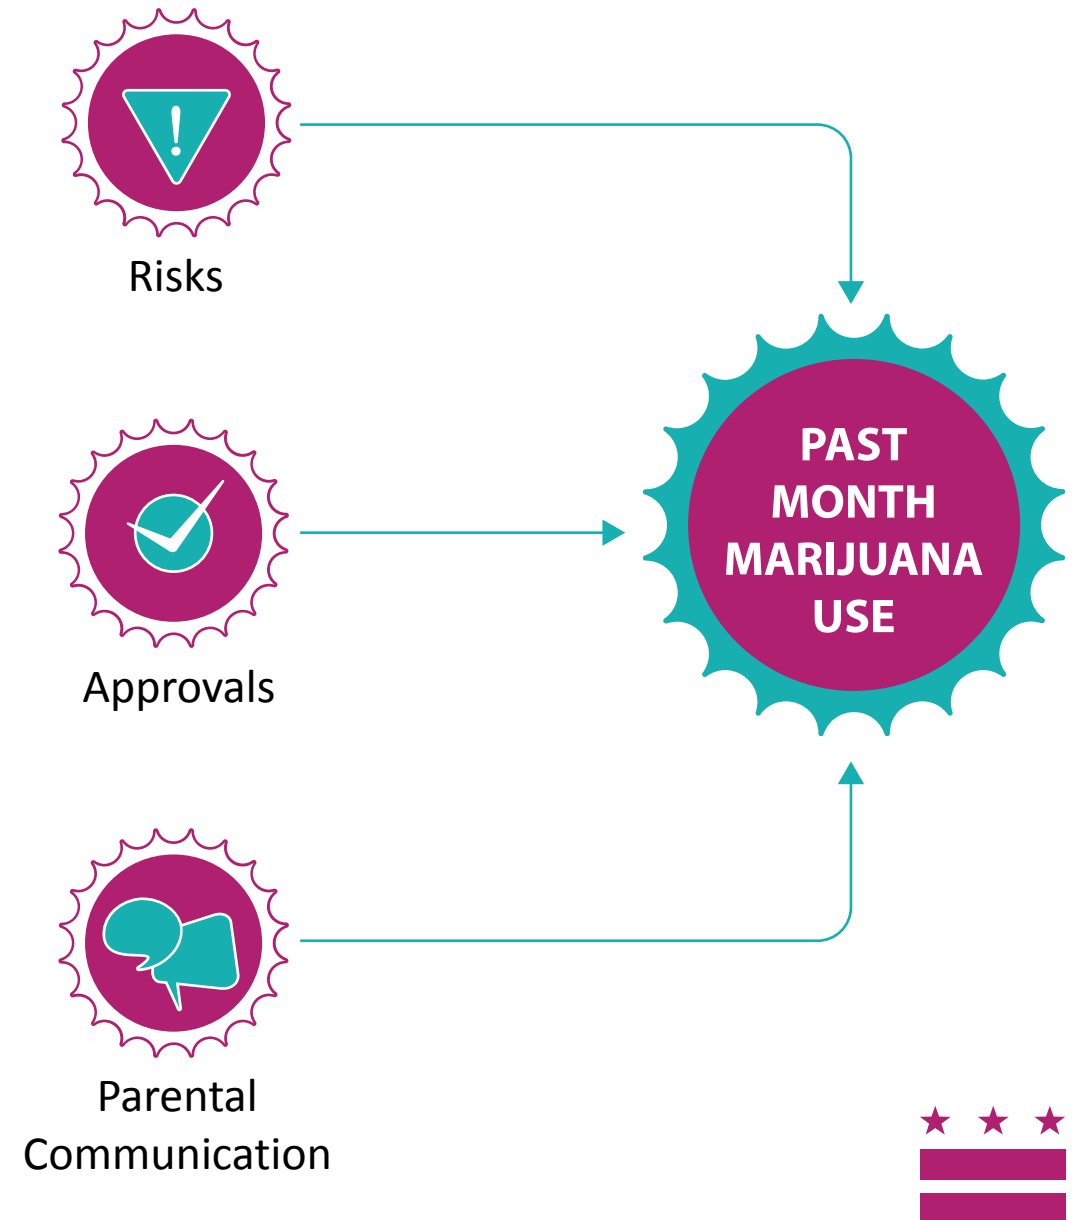 Risks
Approvals
Parental
Communication
PAST
MONTH
MARIJUANA
USE